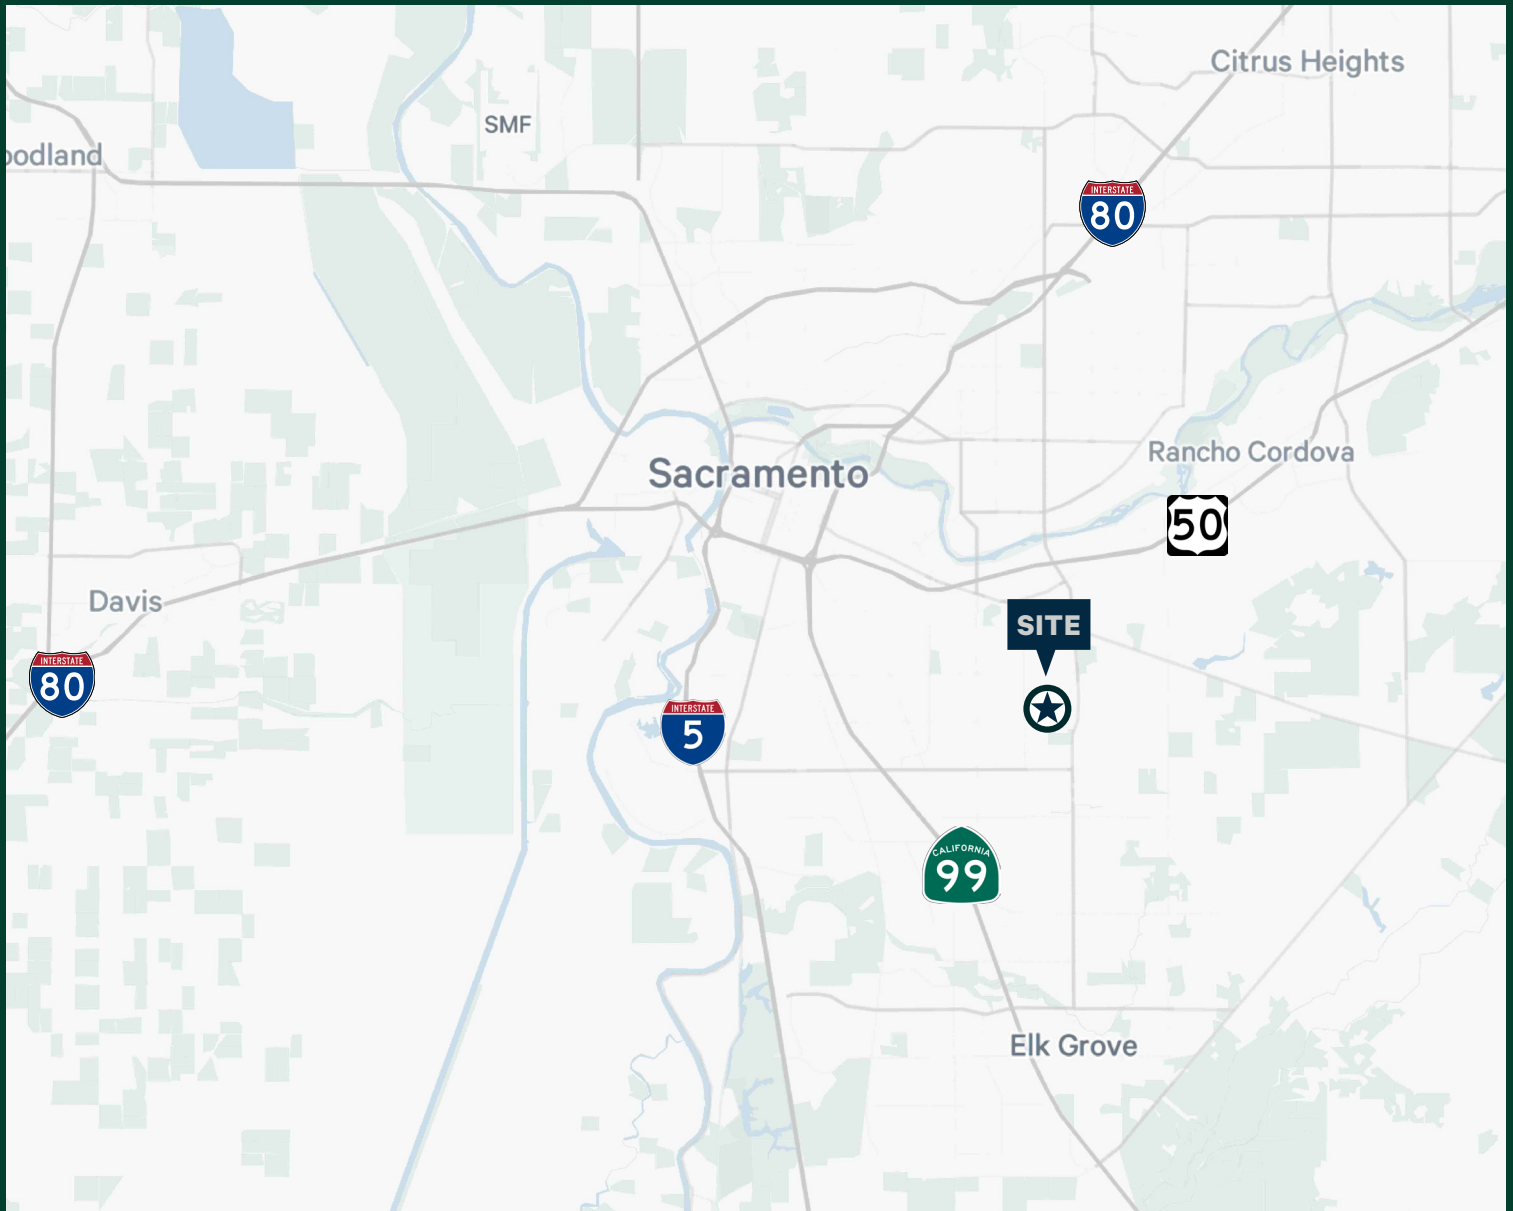 Citrus Heights
SMF
oodland
INTERSTATE
80
Rancho Cordova
Sacramento
50
Davis
SITE
INTERSTATE
80
INTERSTATE
5
CALIFORNIA
99
Elk Grove